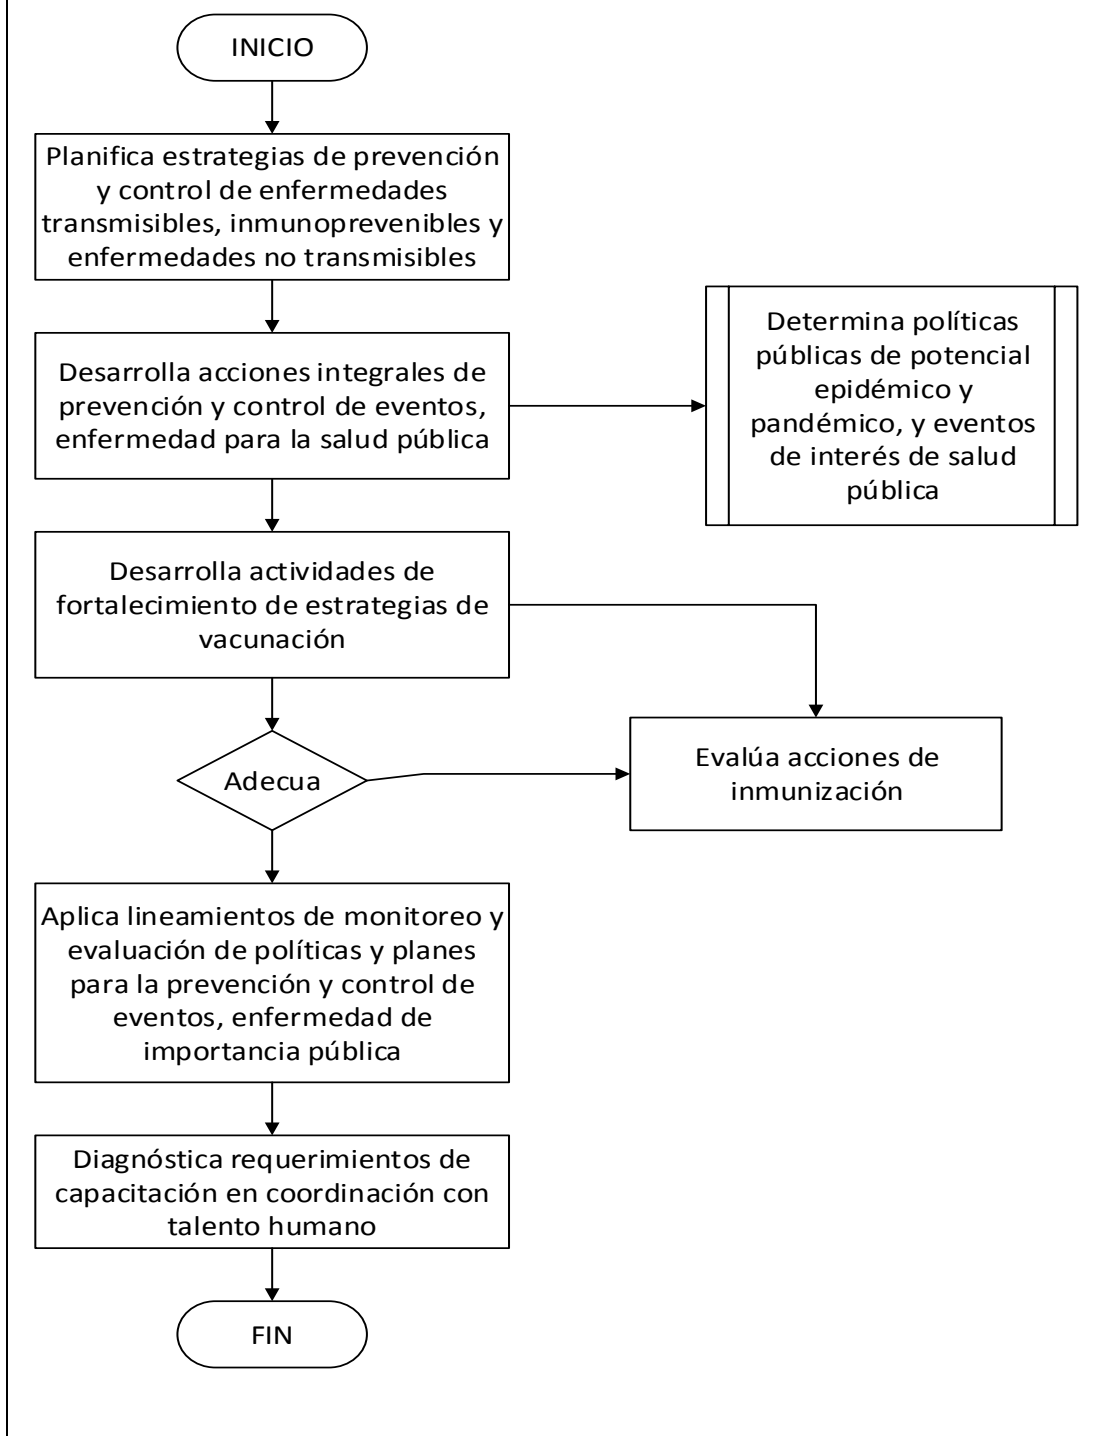 INICIO
Planifica estrategias de prevención
y control de enfermedades
transmisibles, inmunoprevenibles y
enfermedades no transmisibles
Desarrolla acciones integrales de
prevención y control de eventos,
enfermedad para la salud pública
Determina políticas
públicas de potencial
epidémico y
pandémico, y eventos
de interés de salud
pública
Desarrolla actividades de
fortalecimiento de estrategias de
vacunación
Adecua
Evalúa acciones de
inmunización
Aplica lineamientos de monitoreo y
evaluación de políticas y planes
para la prevención y control de
eventos, enfermedad de
importancia pública
Diagnóstica requerimientos de
capacitación en coordinación con
talento humano
FIN